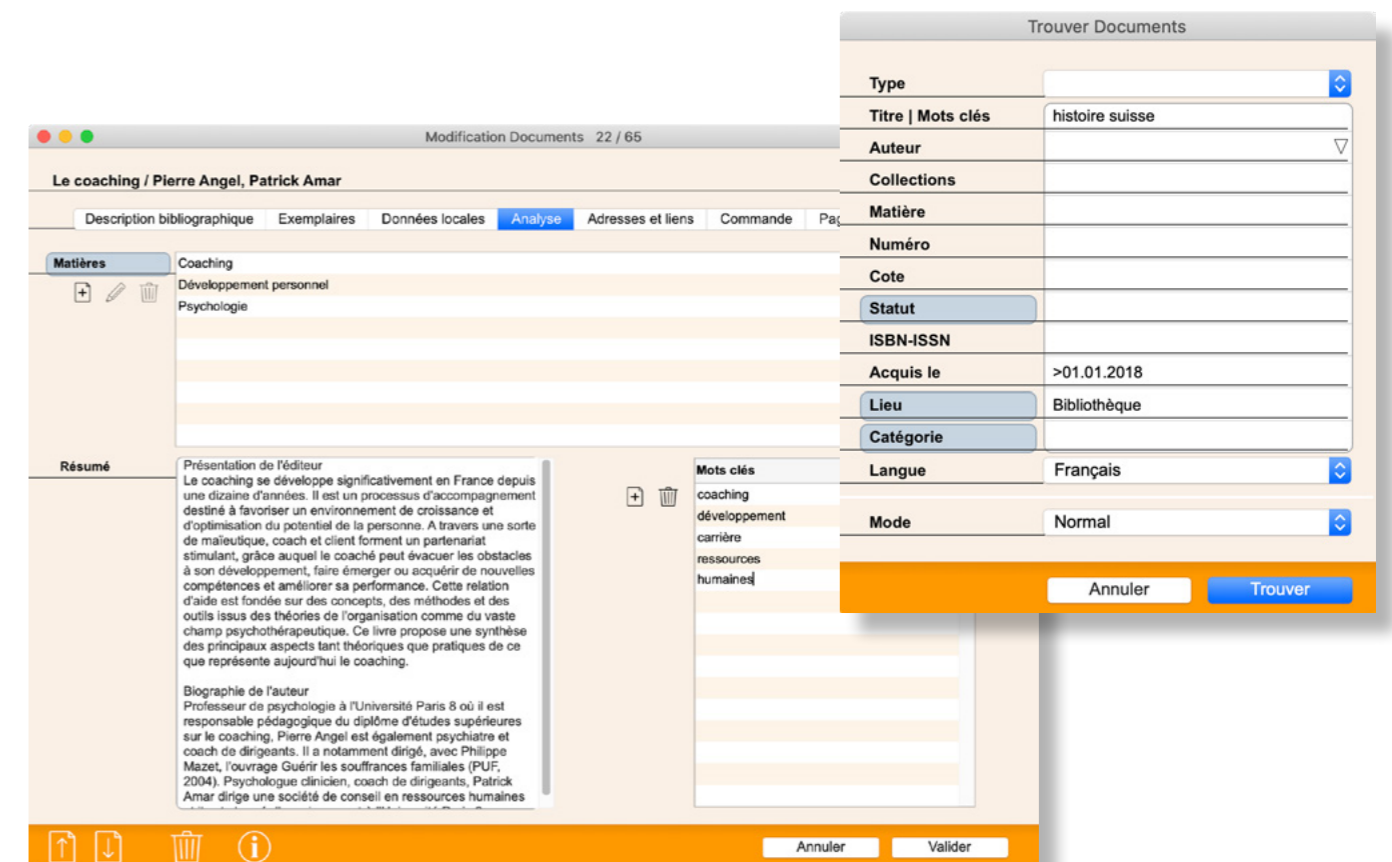 Trouver Documents
Type
Titre | Mots clés histoire suisse
Auteur
Collections
Matière
Numéro
Cote
Statut
ISBN-ISSN
Acquis le >01.01.2018
Lieu Bibliothèque
Catégorie
Langue Français
Mode Normal
Annuler Trouver
Modification Documents 22 / 65
Le coaching / Pierre Angel, Patrick Amar
Description bibliographique Exemplaires Données locales Analyse Adresses et liens Commande
Matières
Coaching
Développement personnel
Psychologie
Résumé
Présentation de l'éditeur
Le coaching se développe significativement en France depuis
une dizaine d'années. Il est un processus d'accompagnement
destiné à favoriser un environnement de croissance et
d'optimisation du potentiel de la personne. A travers une sorte
de maïeutique, coach et client forment un partenariat
stimulant, grâce auquel le coaché peut évacuer les obstacles
à son développement, faire émerger ou acquérir de nouvelles
compétences et améliorer sa performance. Cette relation
d'aide est fondée sur des concepts, des méthodes et des
outils issus des théories de l'organisation comme du vaste
champ psychothérapeutique. Ce livre propose une synthèse
des principaux aspects tant théoriques que pratiques de ce
que représente aujourd'hui le coaching.
Biographie de l'auteur
Professeur de psychologie à l'Université Paris 8 où il est
responsable pédagogique du diplôme d'études supérieures
sur le coaching, Pierre Angel est également psychiatre et
coach de dirigeants. Il a notamment dirigé, avec Philippe
Mazet, l'ouvrage Guérir les souffrances familiales (PUF,
2004). Psychologue clinicien, coach de dirigeants, Patrick
Amar dirige une société de conseil en ressources humaines
Mots clés
coaching
développement
carrière
ressources
humaines
Annuler Valider